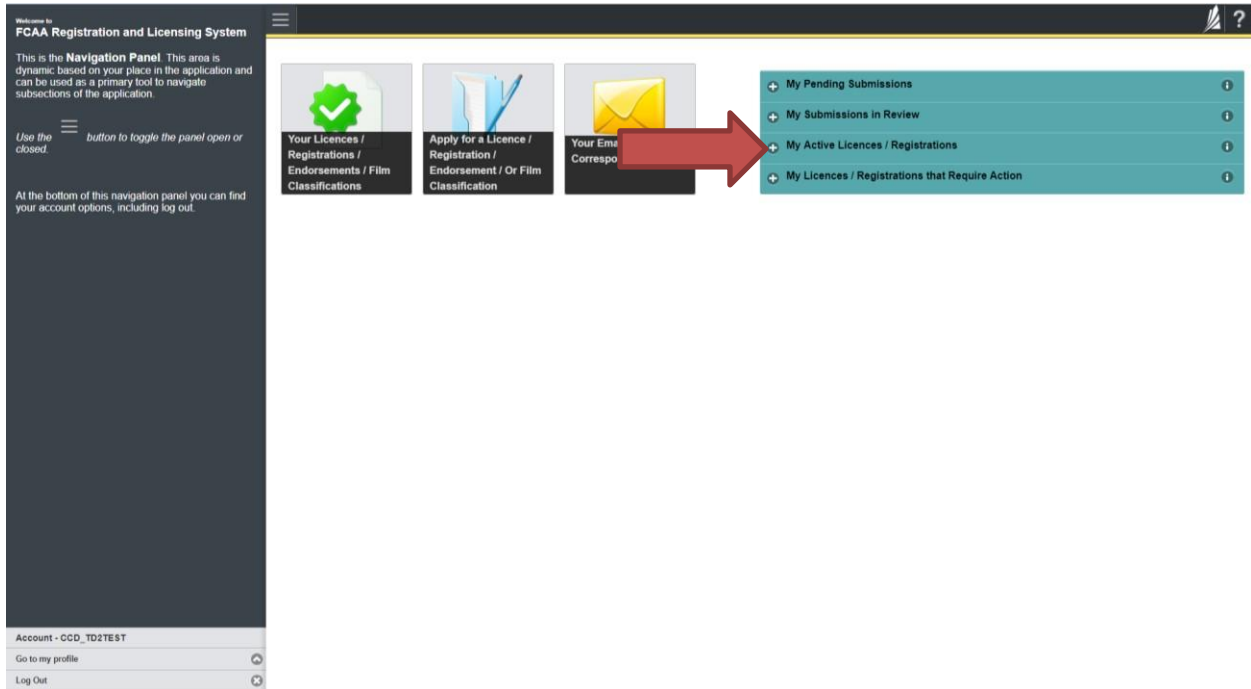 Welcome to
FCAA Registration and Licensing System
This is the Navigation Panel. This area is
dynamic based on your place in the application and
can be used as a primary tool to navigate
subsections of the application.
Use the button to toggle the panel open or
closed.
At the bottom of this navigation panel you can find
your account options, including log out.
Account - CCD_TD2TEST
Go to my profile
Log Out
?
Your Licences /
Registrations /
Endorsements / Film
Classifications
Apply for a Licence /
Registration /
Endorsement / Or Film
Classification
Your
My Pending Submissions
My Submissions in Review
My Active Licences / Registrations
My Licences / Registrations that Require Action